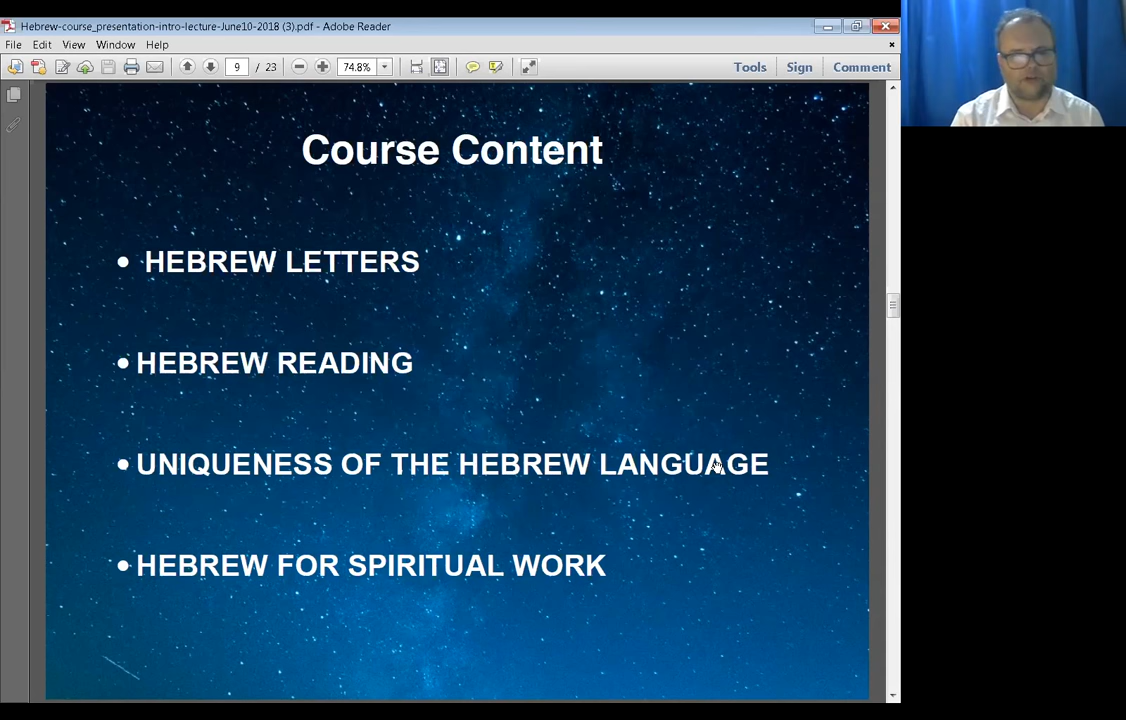 Hebrew-course_presentation-intro-lecture-June10-2018 (3).pdf - Adobe Reader
File Edit View Window Help
9 / 23 74.8% Tools Sign Comment
Course Content
• HEBREW LETTERS
• HEBREW READING
• UNIQUENESS OF THE HEBREW LANGUAGE
• HEBREW FOR SPIRITUAL WORK